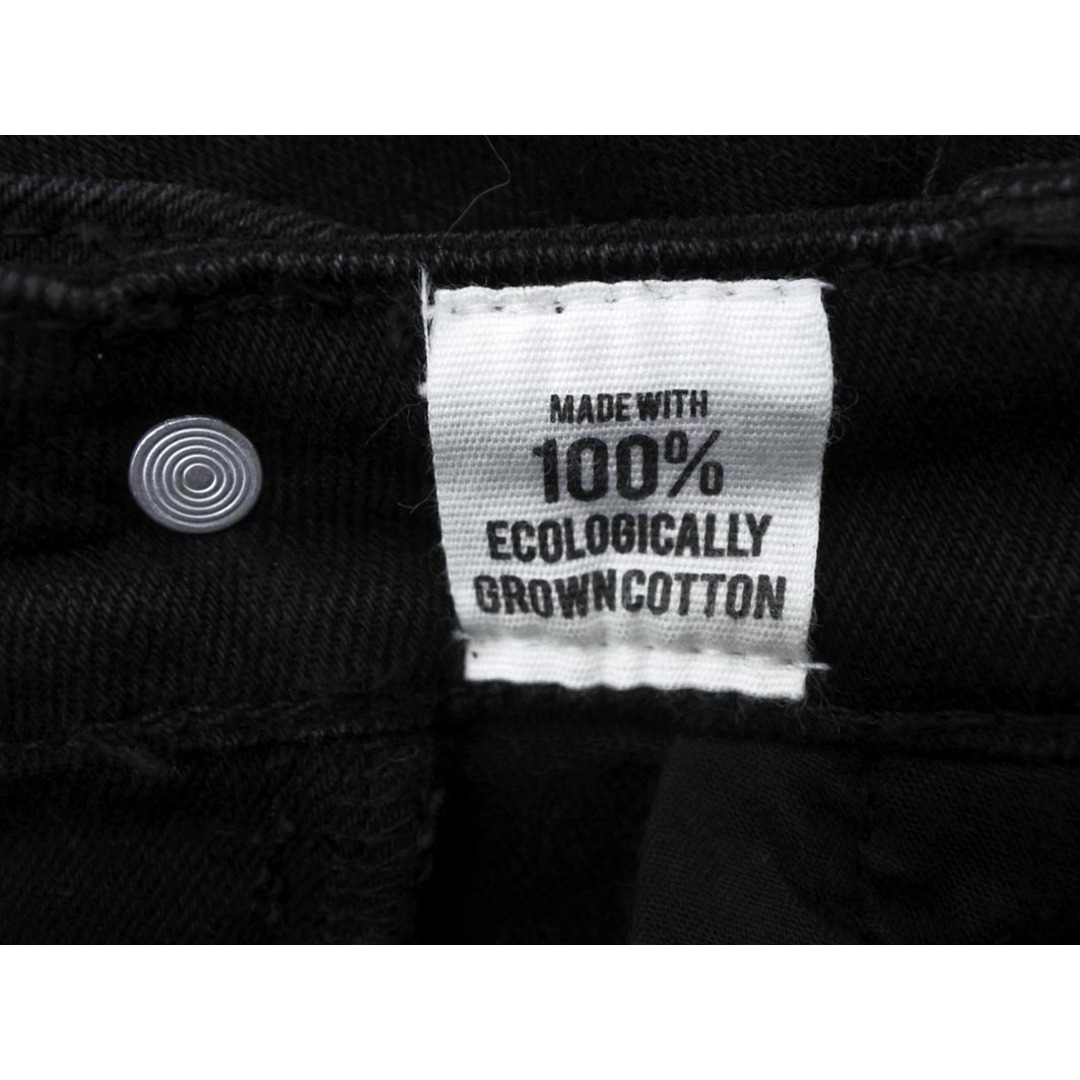 MADE WITH
100%
ECOLOGICALLY
GROWN COTTON